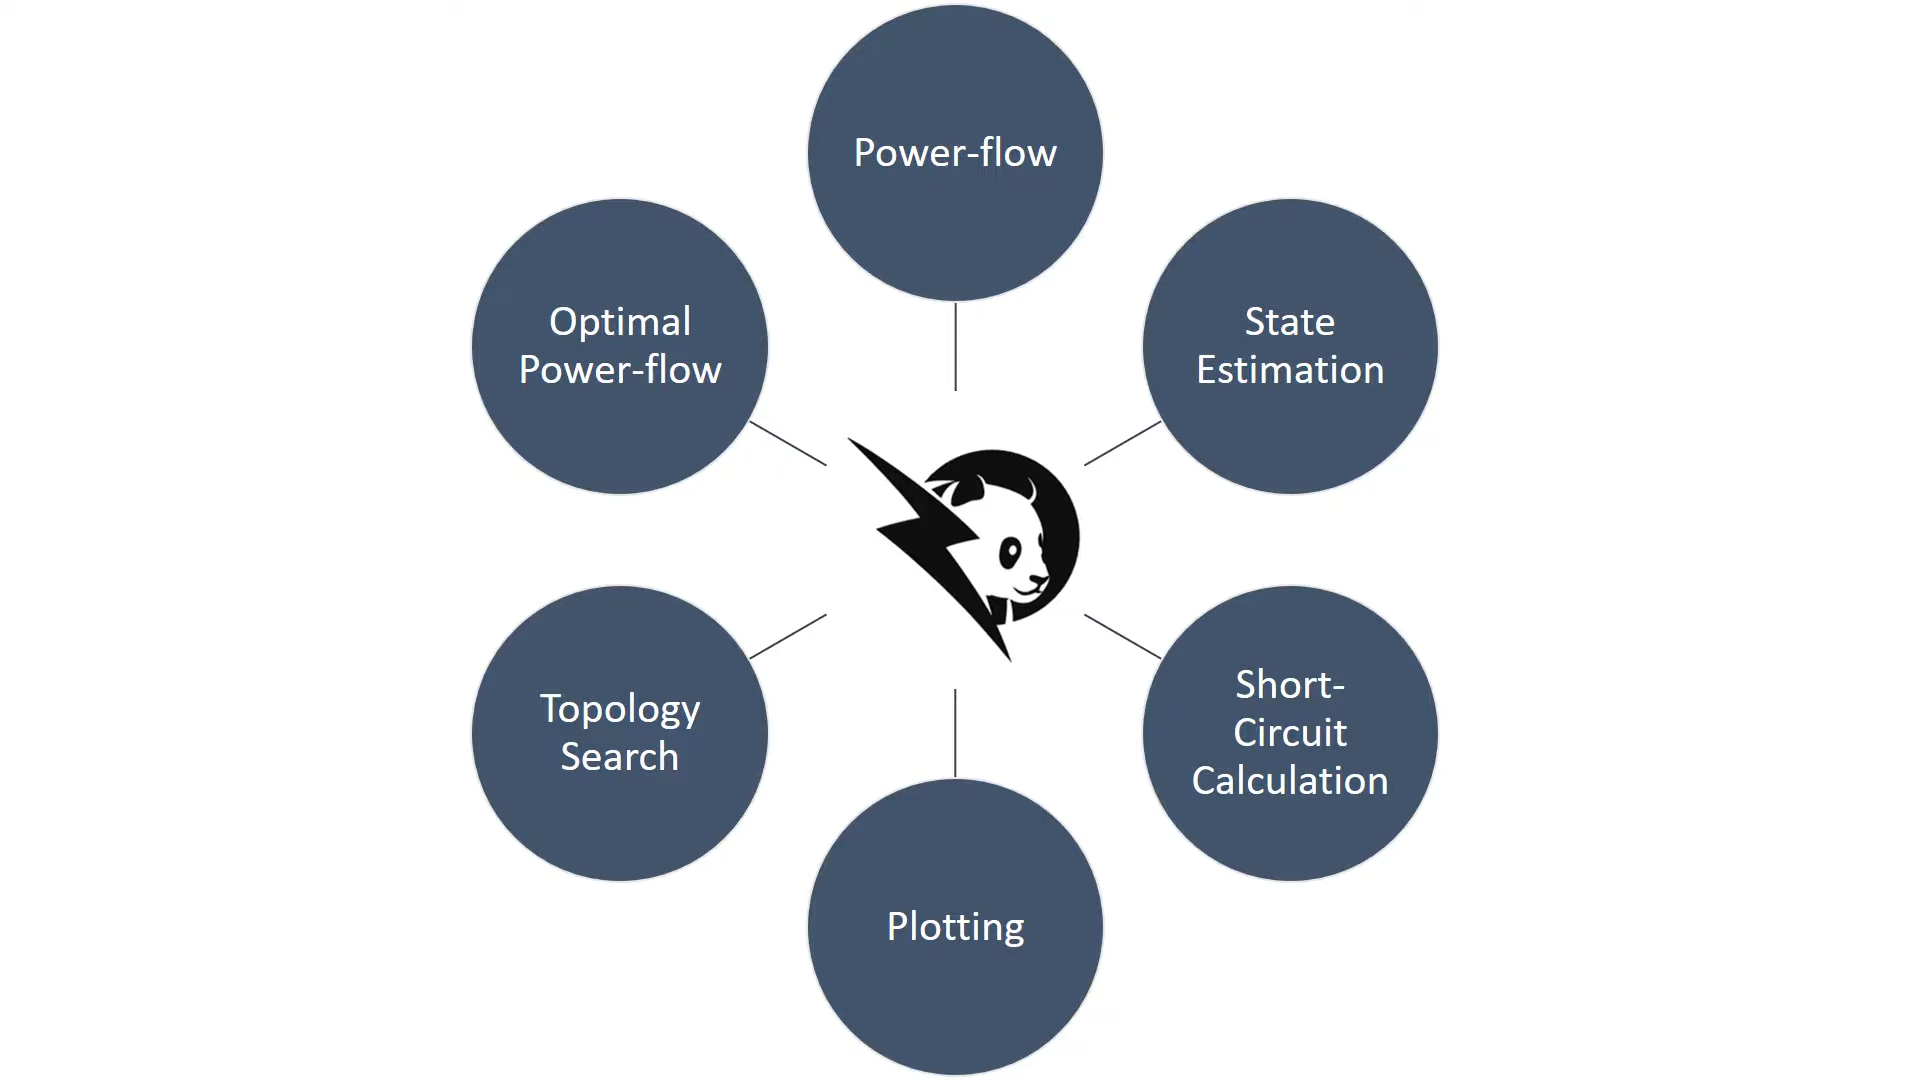 Power-flow
State
Estimation
Short-
Circuit
Calculation
Plotting
Topology
Search
Optimal
Power-flow